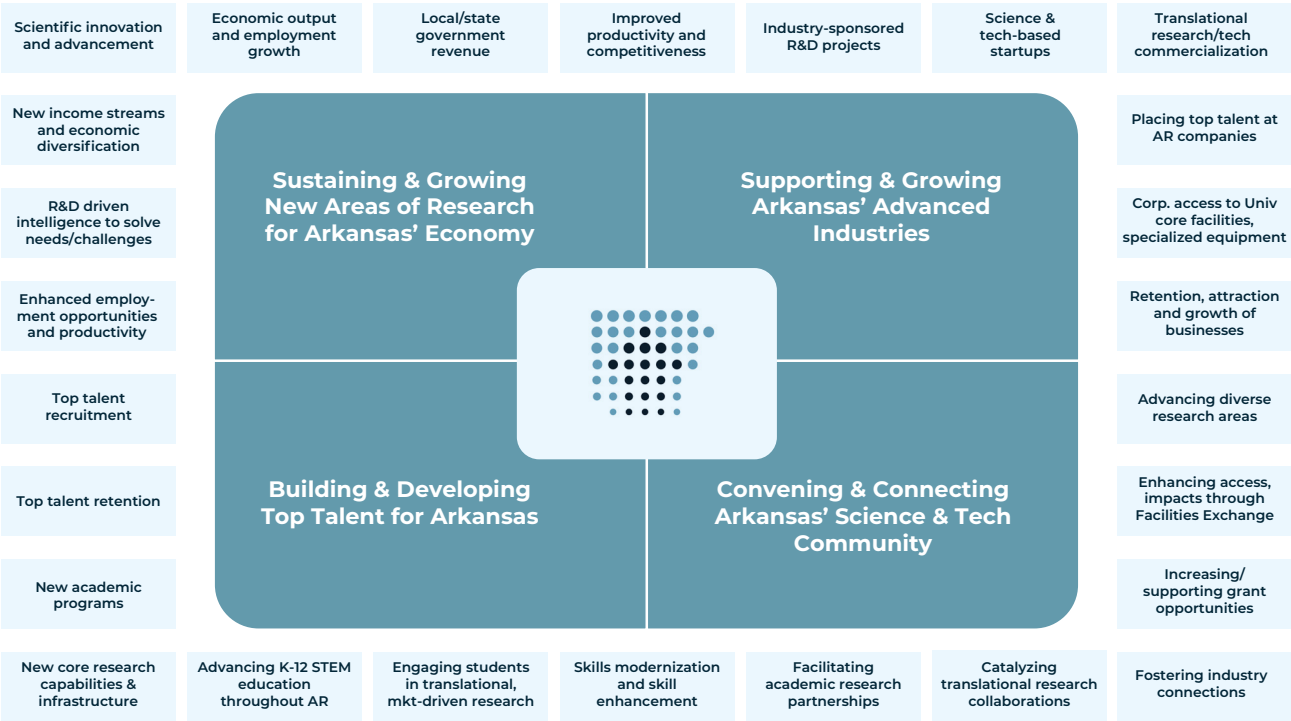 Scientific innovation
and advancement
Economic output
and employment
growth
Local/state
government
revenue
Improved
productivity and
competitiveness
Industry-sponsored
R&D projects
Science &
tech-based
startups
Translational
research/tech
commercialization
New income streams
and economic
diversification
R&D driven
intelligence to solve
needs/challenges
Enhanced employ-
ment opportunities
and productivity
Top talent
recruitment
Top talent retention
New academic
programs
Sustaining & Growing
New Areas of Research
for Arkansas’ Economy
Supporting & Growing
Arkansas’ Advanced
Industries
Building & Developing
Top Talent for Arkansas
Convening & Connecting
Arkansas’ Science & Tech
Community
Placing top talent at
AR companies
Corp. access to Univ
core facilities,
specialized equipment
Retention, attraction
and growth of
businesses
Advancing diverse
research areas
Enhancing access,
impacts through
Facilities Exchange
Increasing/
supporting grant
opportunities
New core research
capabilities &
infrastructure
Advancing K-12 STEM
education
throughout AR
Engaging students
in translational,
mkt-driven research
Skills modernization
and skill
enhancement
Facilitating
academic research
partnerships
Catalyzing
translational research
collaborations
Fostering industry
connections